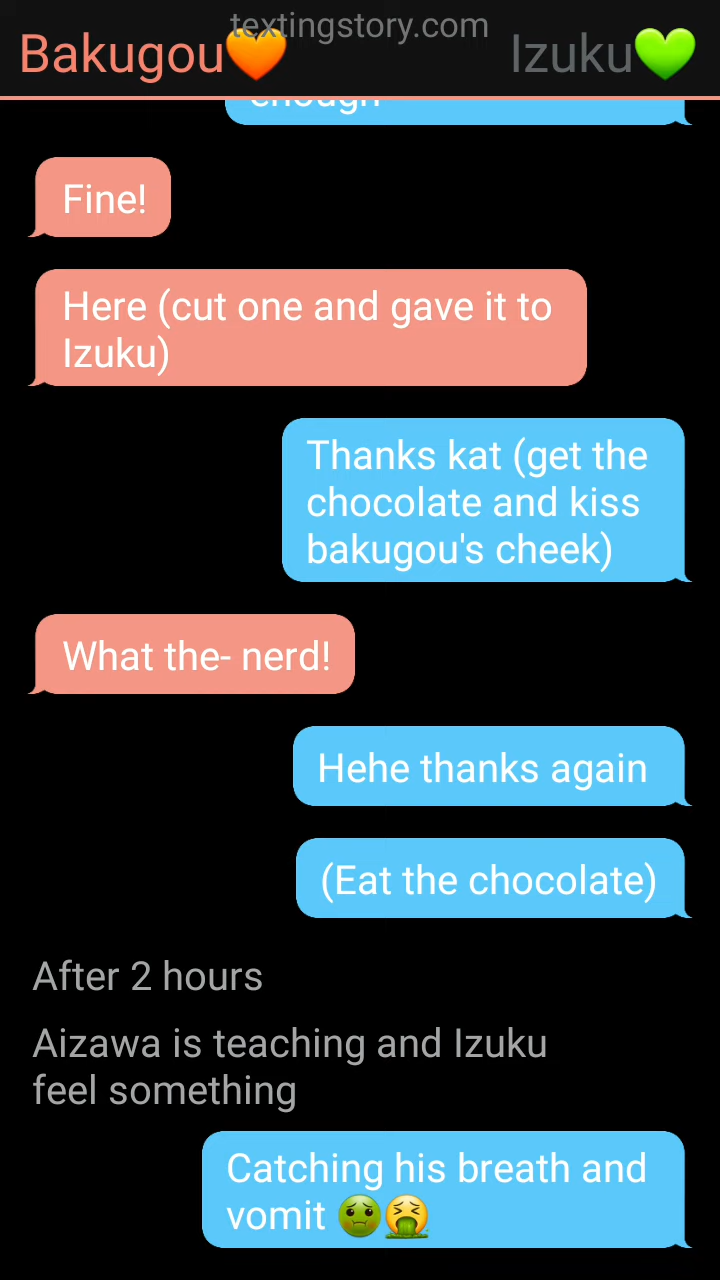 textingstory.com
Bakugou🧡 Izuku💚
enough
Fine!
Here (cut one and gave it to
Izuku)
Thanks kat (get the
chocolate and kiss
bakugou's cheek)
What the- nerd!
Hehe thanks again
(Eat the chocolate)
After 2 hours
Aizawa is teaching and Izuku
feel something
Catching his breath and
vomit 🤢🤮